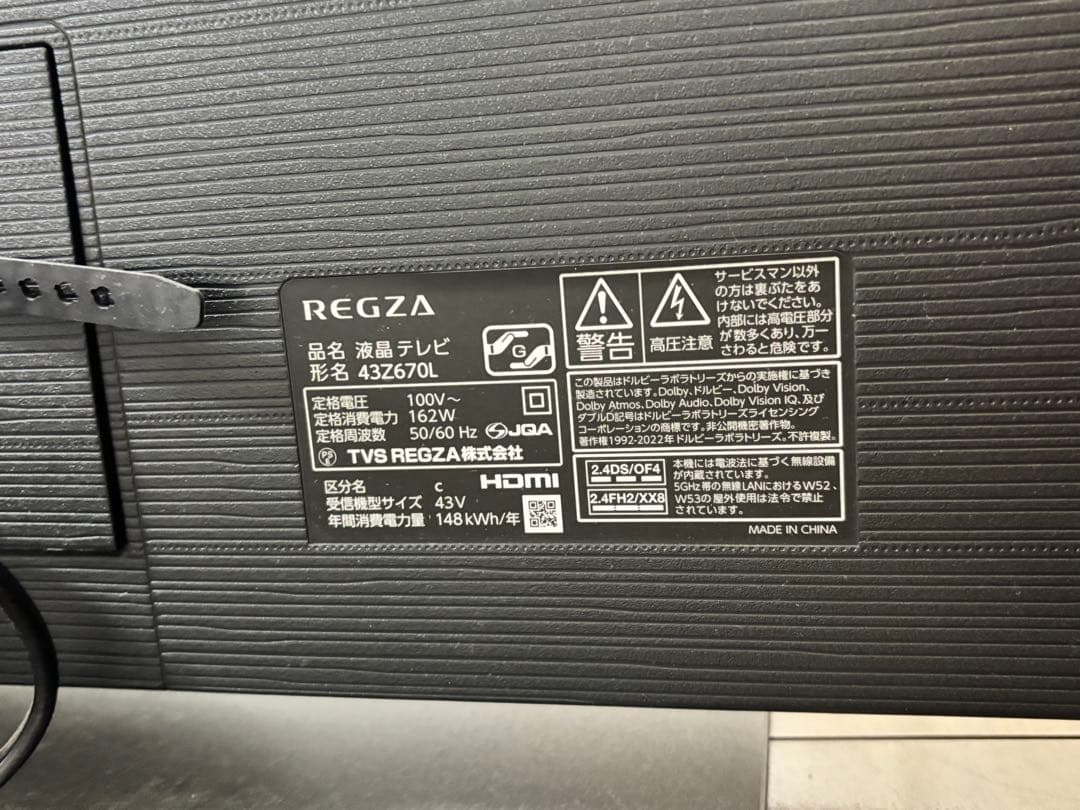 REGZA
品名 液晶テレビ
形名 43Z670L
G
定格電圧 100V～
定格消費電力 162W
定格周波数 50/60 Hz
JQA
PS
E
TVS REGZA株式会社
区分名 c
受信機型サイズ 43V
年間消費電力量 148kWh/年
HDMI
警告
高圧注意
サービスマン以外
の方は裏ぶたをあ
けないでください。
内部には高電圧部分
が数多くあり、万一
さわると危険です。
この製品はドルビーラボラトリーズからの実施権に基づき
製造されています。Dolby、ドルビー、Dolby Vision、
Dolby Atmos、Dolby Audio、Dolby Vision IQ、及び
ダブルD記号はドルビーラボラトリーズライセンシング
コーポレーションの商標です。非公開機密著作物。
著作権1992-2022年ドルビーラボラトリーズ。不許複製。
2.4DS/OF4
2.4FH2/XX8
本機には電波法に基づく無線設備
が内蔵されています。
5GHz帯の無線LANにおけるW52、
W53の屋外使用は法令で禁止
されています。
MADE IN CHINA